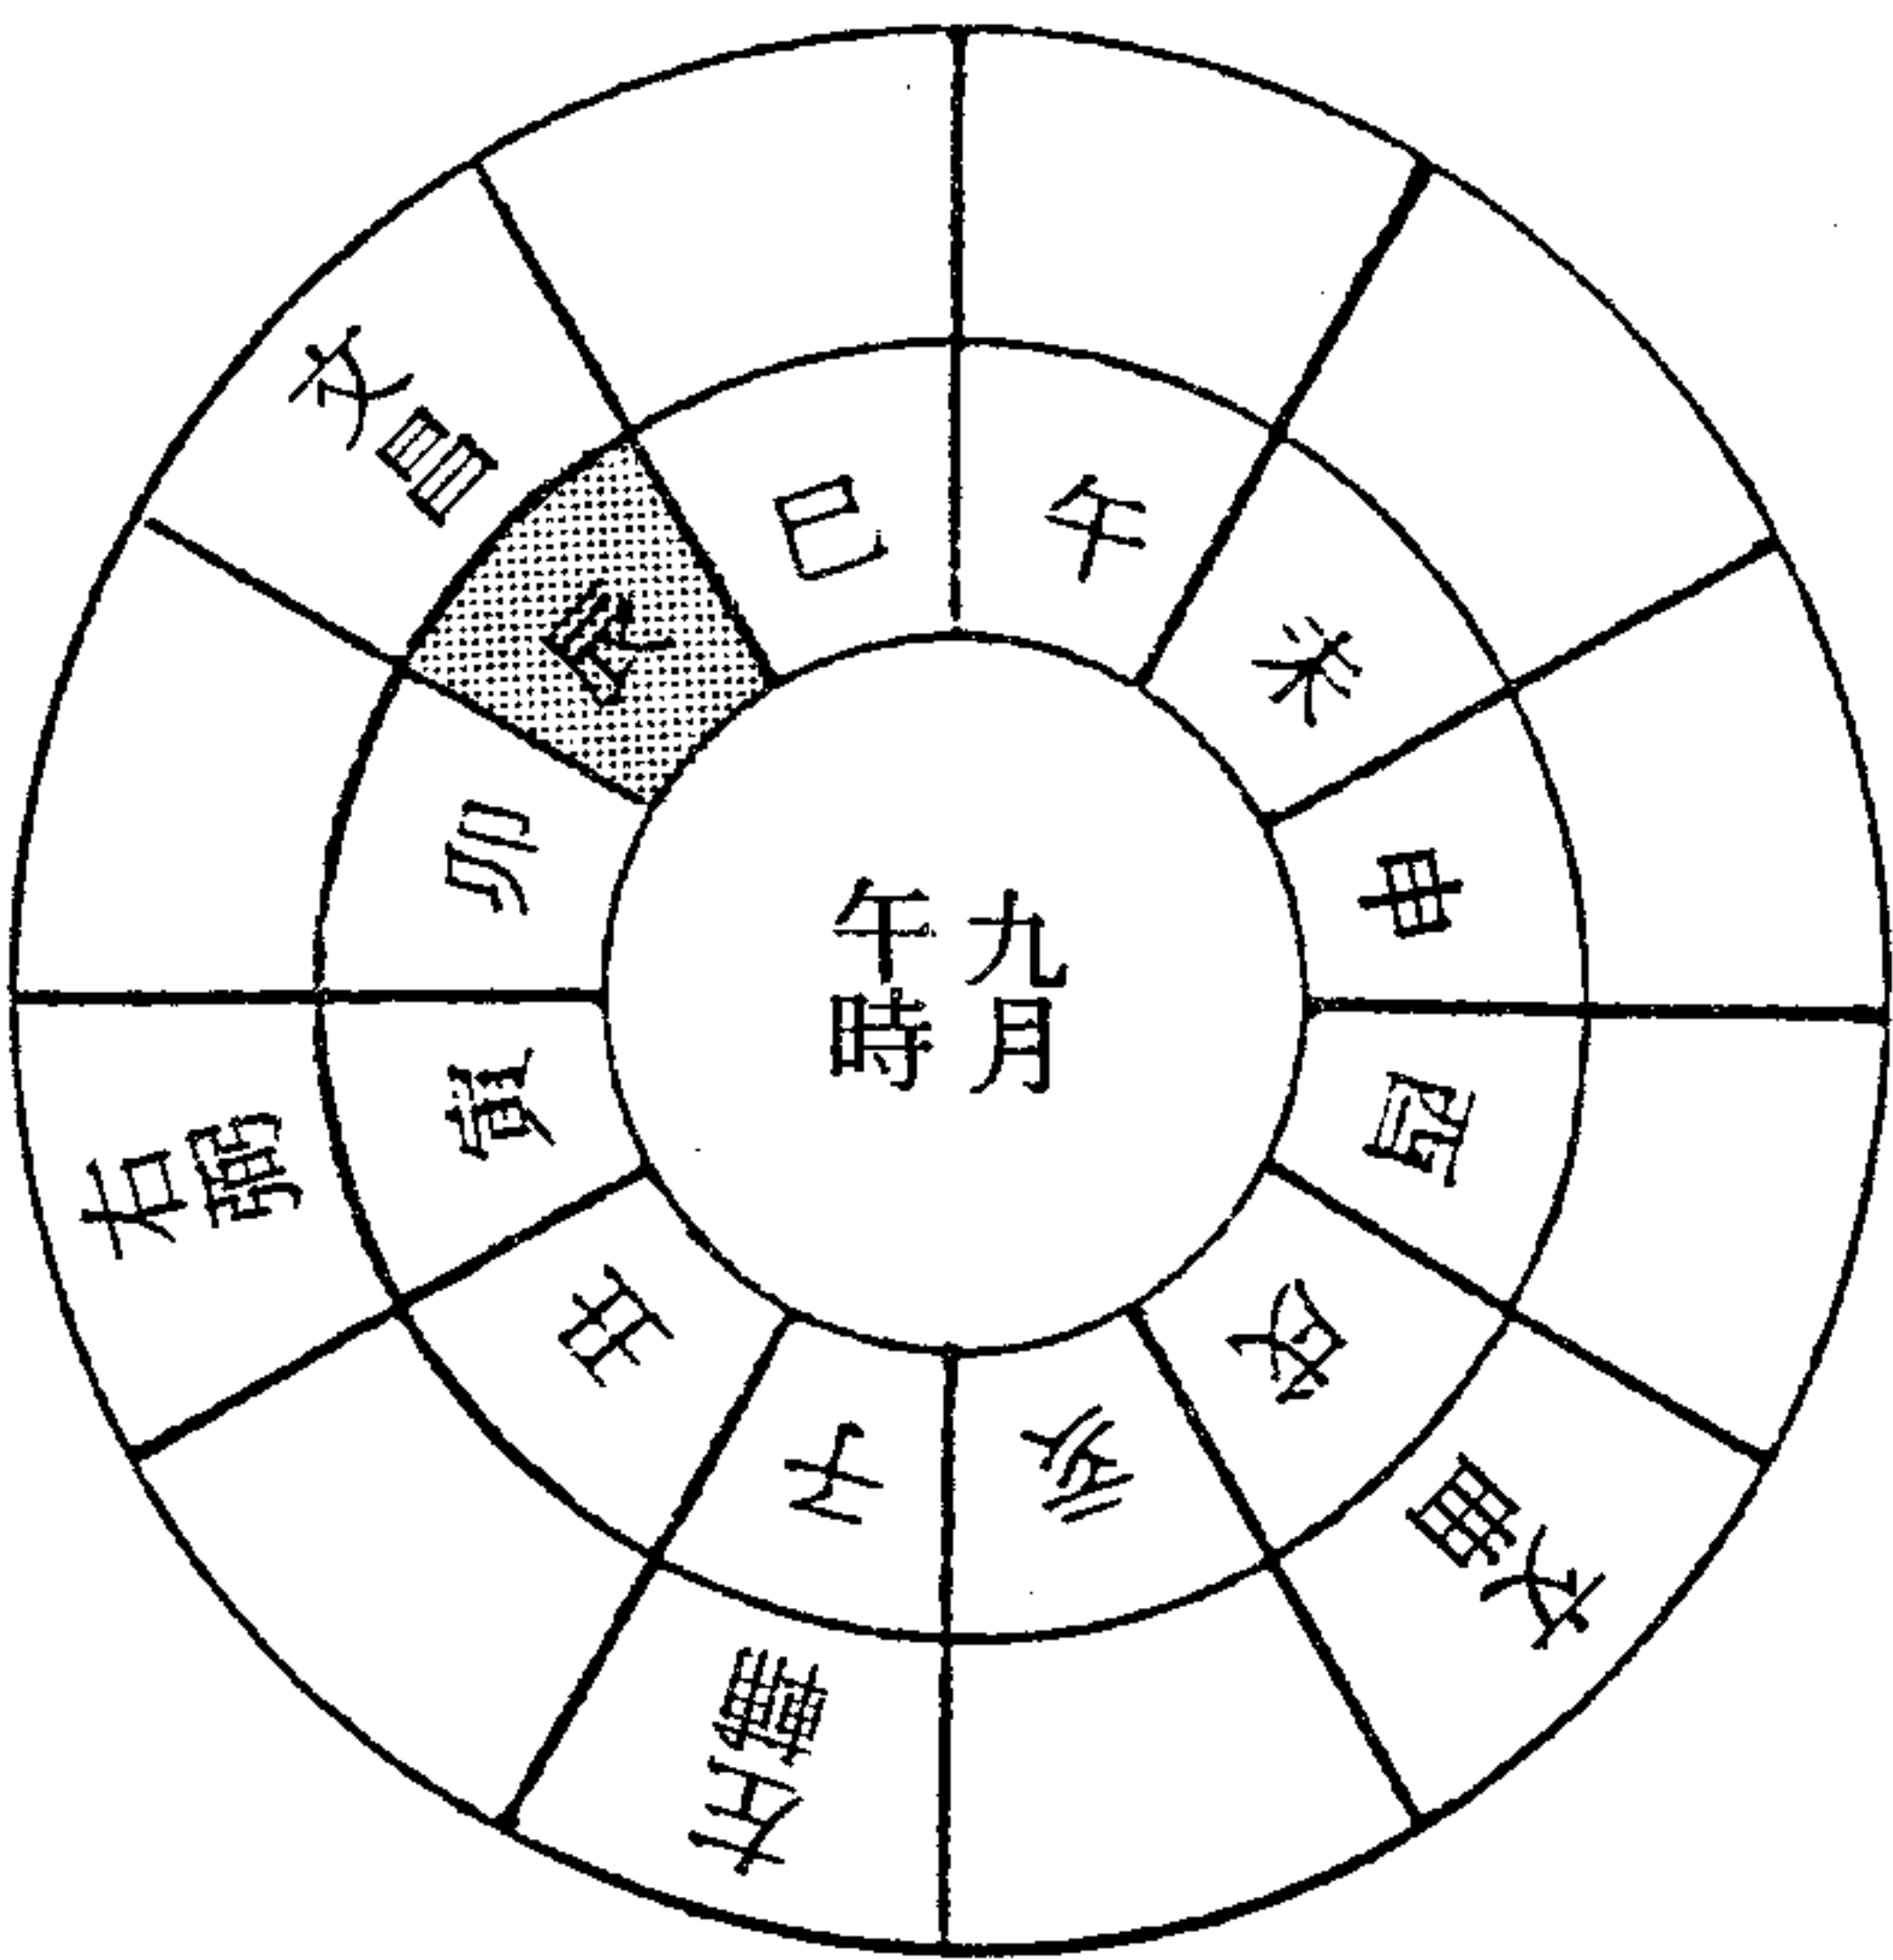 九月
午時
子
丑
寅
卯
辰
巳
午
未
申
酉
戌
亥
文昌
文曲
左輔
右弼